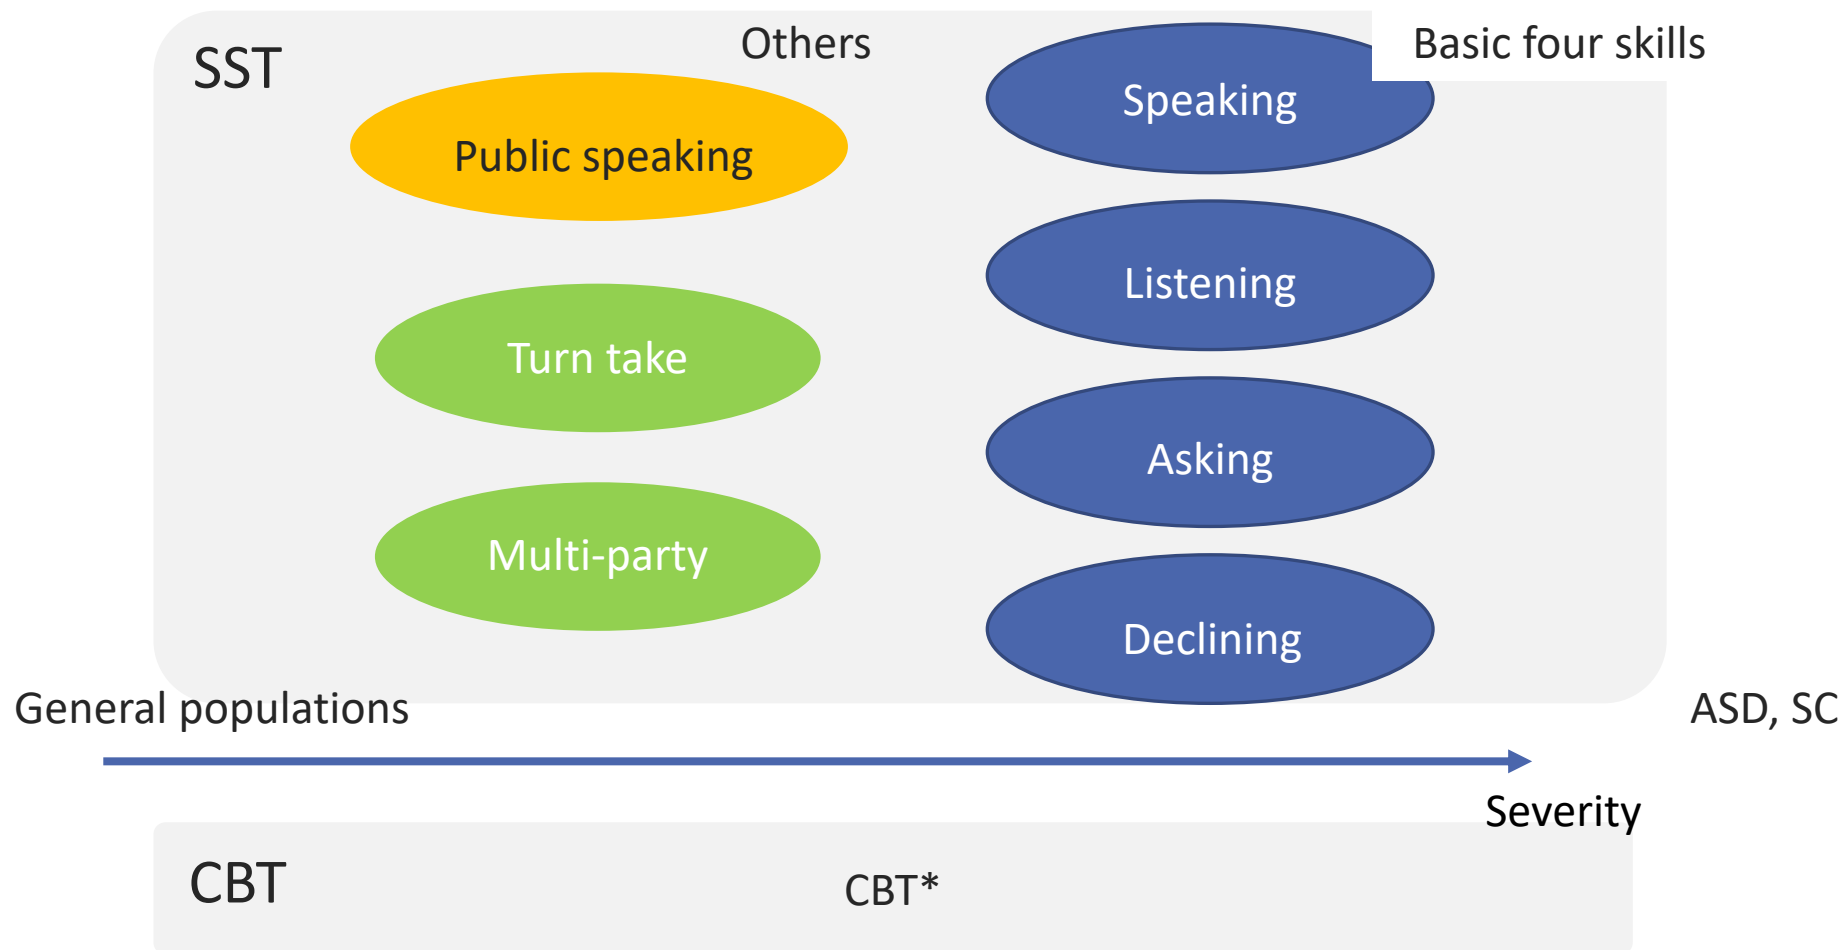 SST
Others
Basic four skills
Public speaking
Turn take
Multi-party
Speaking
Listening
Asking
Declining
General populations
ASD, SC
Severity
CBT
CBT*